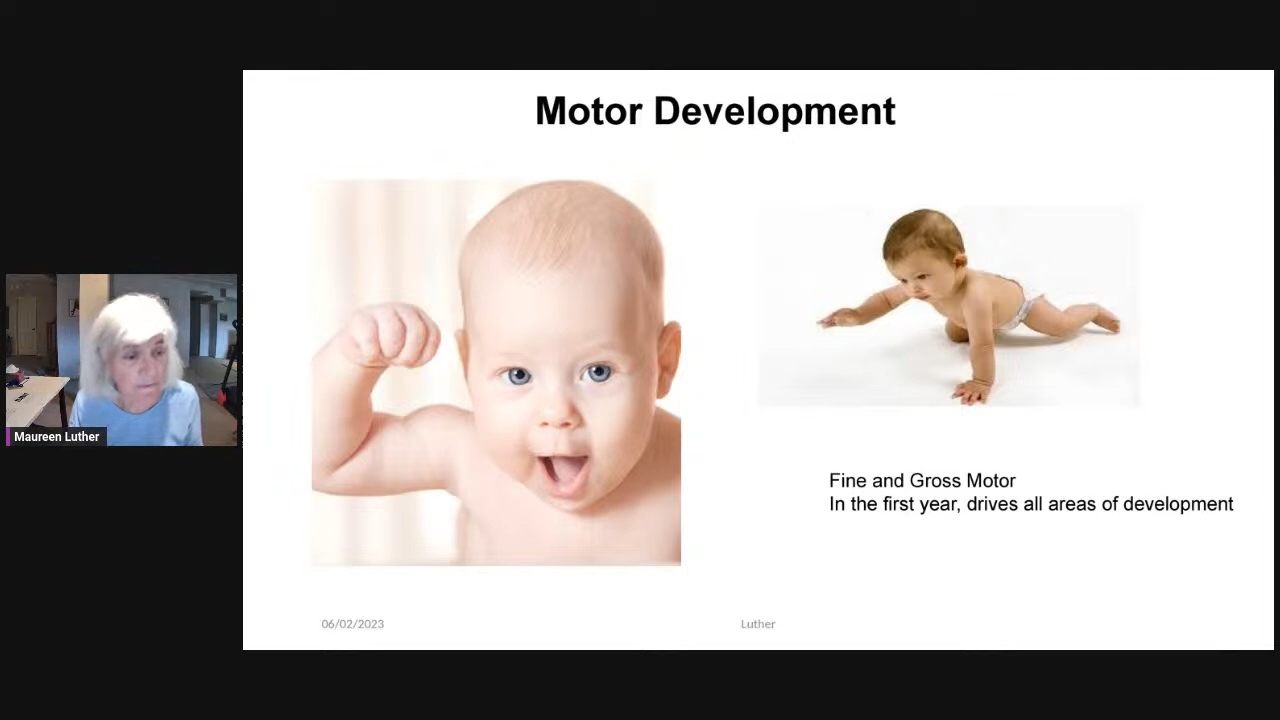 Motor Development
Maureen Luther
Fine and Gross Motor
In the first year, drives all areas of development
06/02/2023
Luther